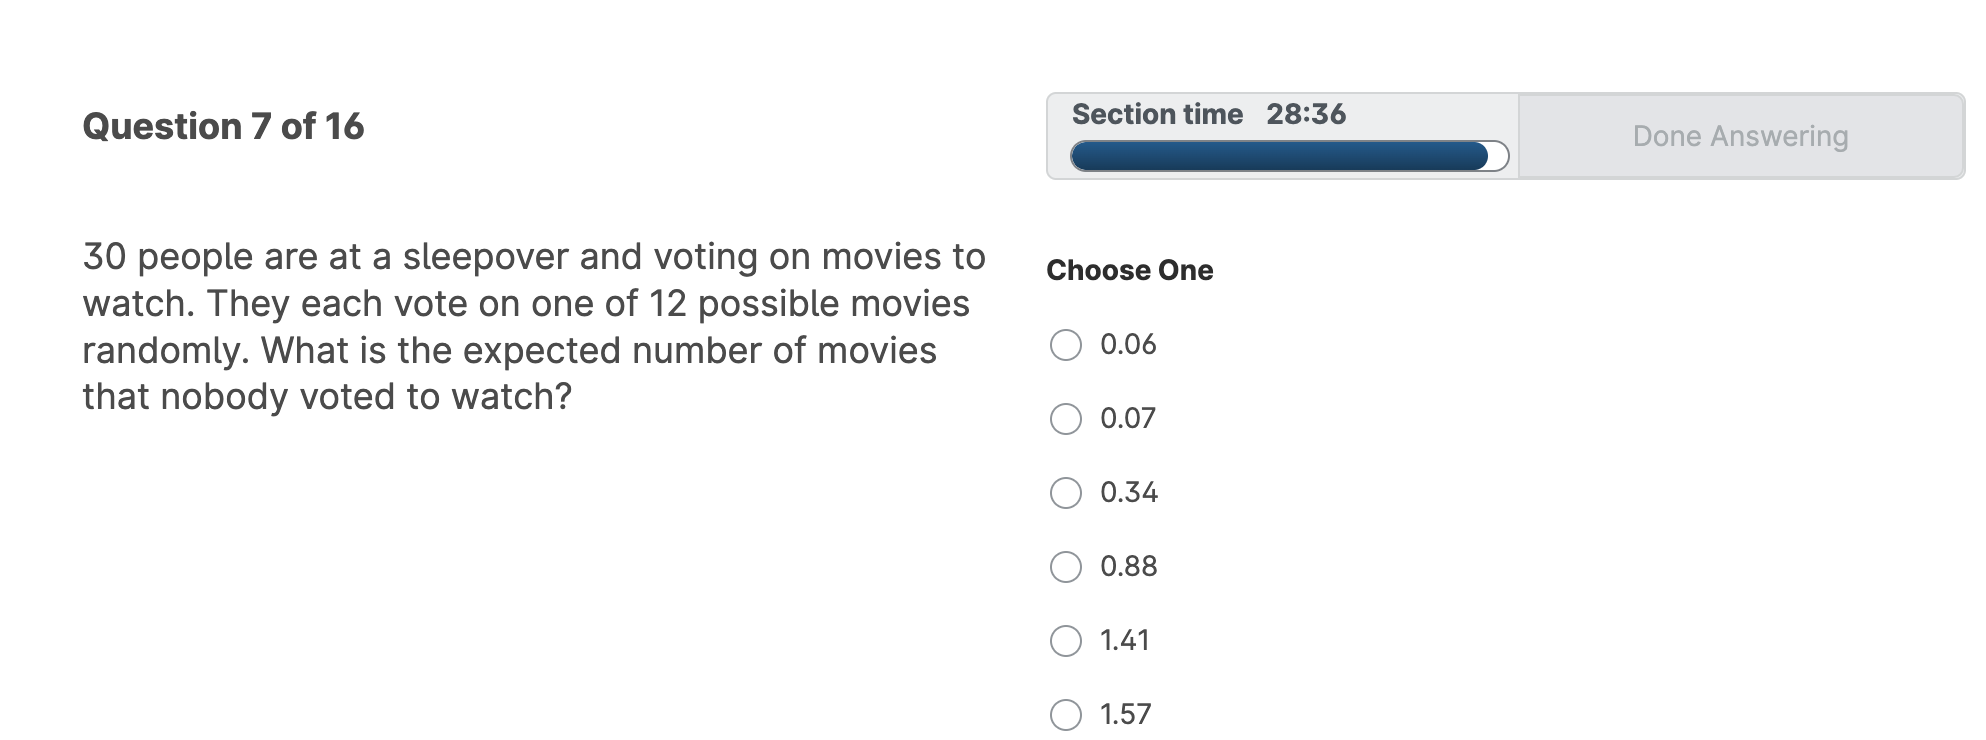 Question 7 of 16
Section time 28:36
Done Answering
30 people are at a sleepover and voting on movies to
watch. They each vote on one of 12 possible movies
randomly. What is the expected number of movies
that nobody voted to watch?
Choose One
0.06
0.07
0.34
0.88
1.41
1.57